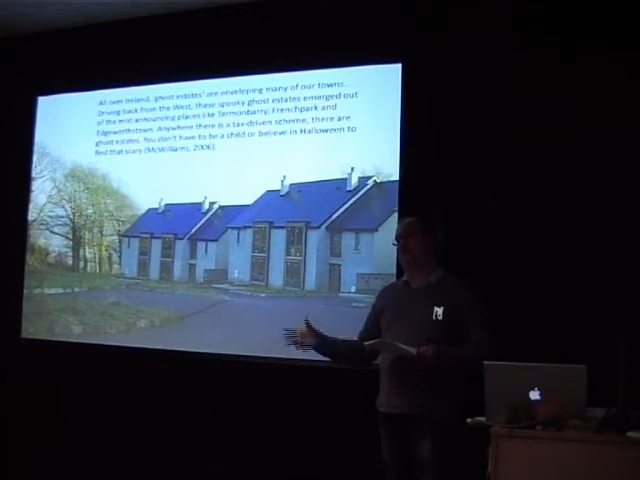 All over Ireland, 'ghost estates' are enveloping many of our towns.
Driving back from the West, these spooky ghost estates emerged out
of the mist announcing places like Termonbarry, Frenchpark and
Edgeworthstown. Anywhere there is a tax-driven scheme, there are
ghost estates. You don't have to be a child or believe in Halloween to
find that scary (McWilliams, 2006).